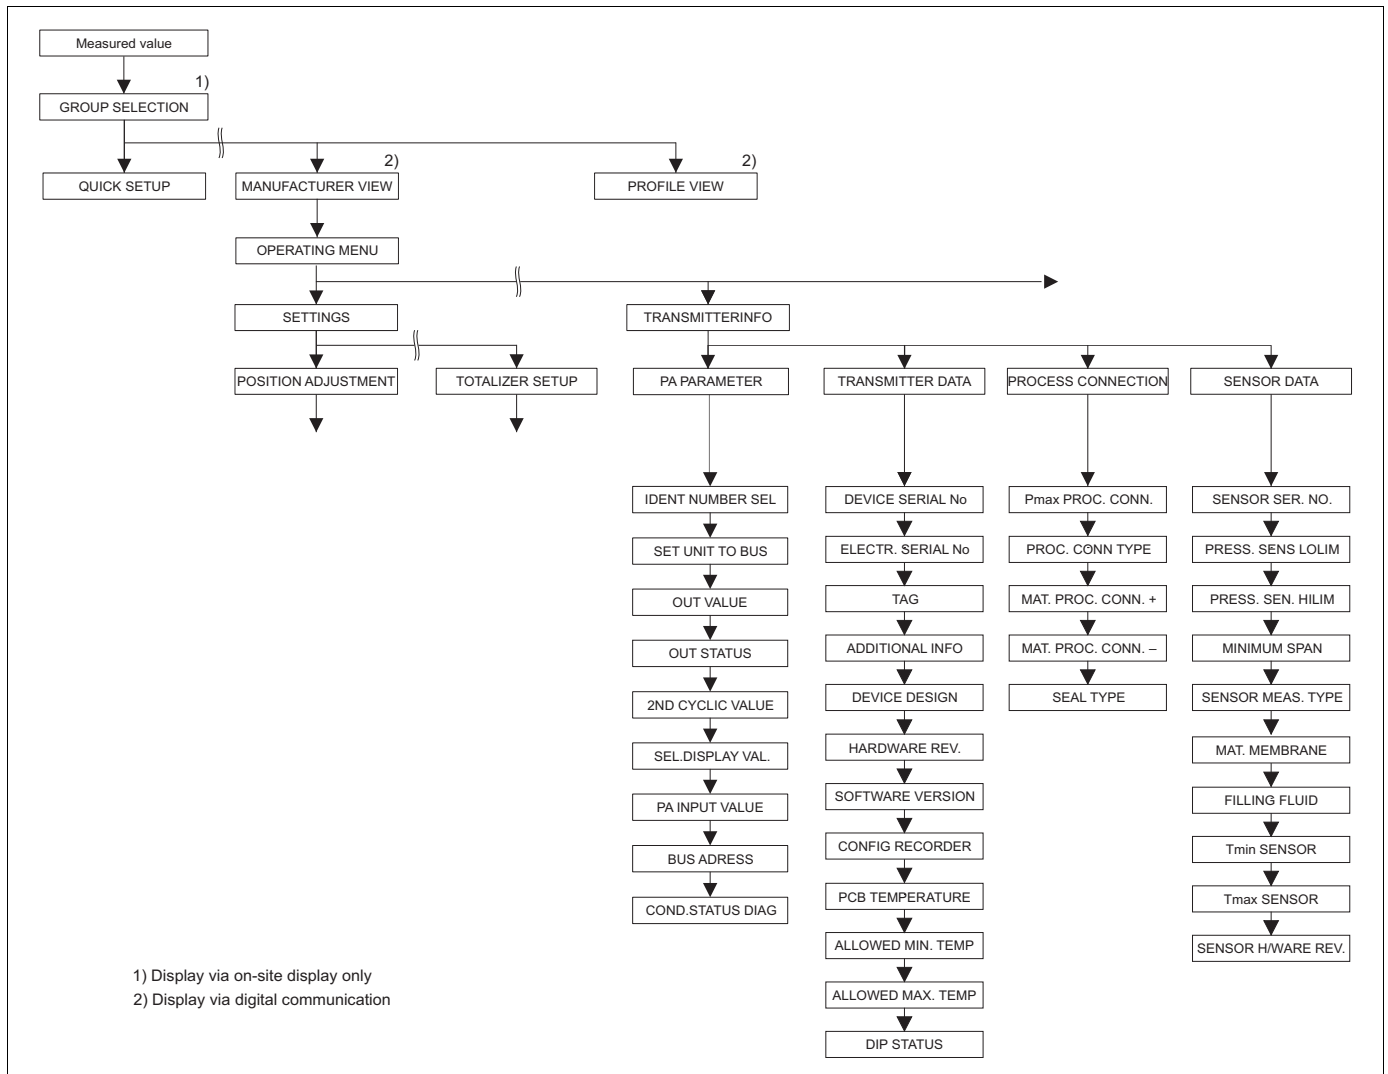 Measured value
1)
GROUP SELECTION
2)
2)
QUICK SETUP
MANUFACTURER VIEW
PROFILE VIEW
OPERATING MENU
SETTINGS
TRANSMITTERINFO
POSITION ADJUSTMENT
TOTALIZER SETUP
PA PARAMETER
TRANSMITTER DATA
PROCESS CONNECTION
SENSOR DATA
IDENT NUMBER SEL
SET UNIT TO BUS
OUT VALUE
OUT STATUS
2ND CYCLIC VALUE
SEL.DISPLAY VAL.
PA INPUT VALUE
BUS ADRESS
COND.STATUS DIAG
DEVICE SERIAL No
ELECTR. SERIAL No
TAG
ADDITIONAL INFO
DEVICE DESIGN
HARDWARE REV.
SOFTWARE VERSION
CONFIG RECORDER
PCB TEMPERATURE
ALLOWED MIN. TEMP
ALLOWED MAX. TEMP
DIP STATUS
Pmax PROC. CONN.
PROC. CONN TYPE
MAT. PROC. CONN. +
MAT. PROC. CONN. –
SEAL TYPE
SENSOR SER. NO.
PRESS. SENS LOLIM
PRESS. SEN. HILIM
MINIMUM SPAN
SENSOR MEAS. TYPE
MAT. MEMBRANE
FILLING FLUID
Tmin SENSOR
Tmax SENSOR
SENSOR H/WARE REV.
1) Display via on-site display only
2) Display via digital communication